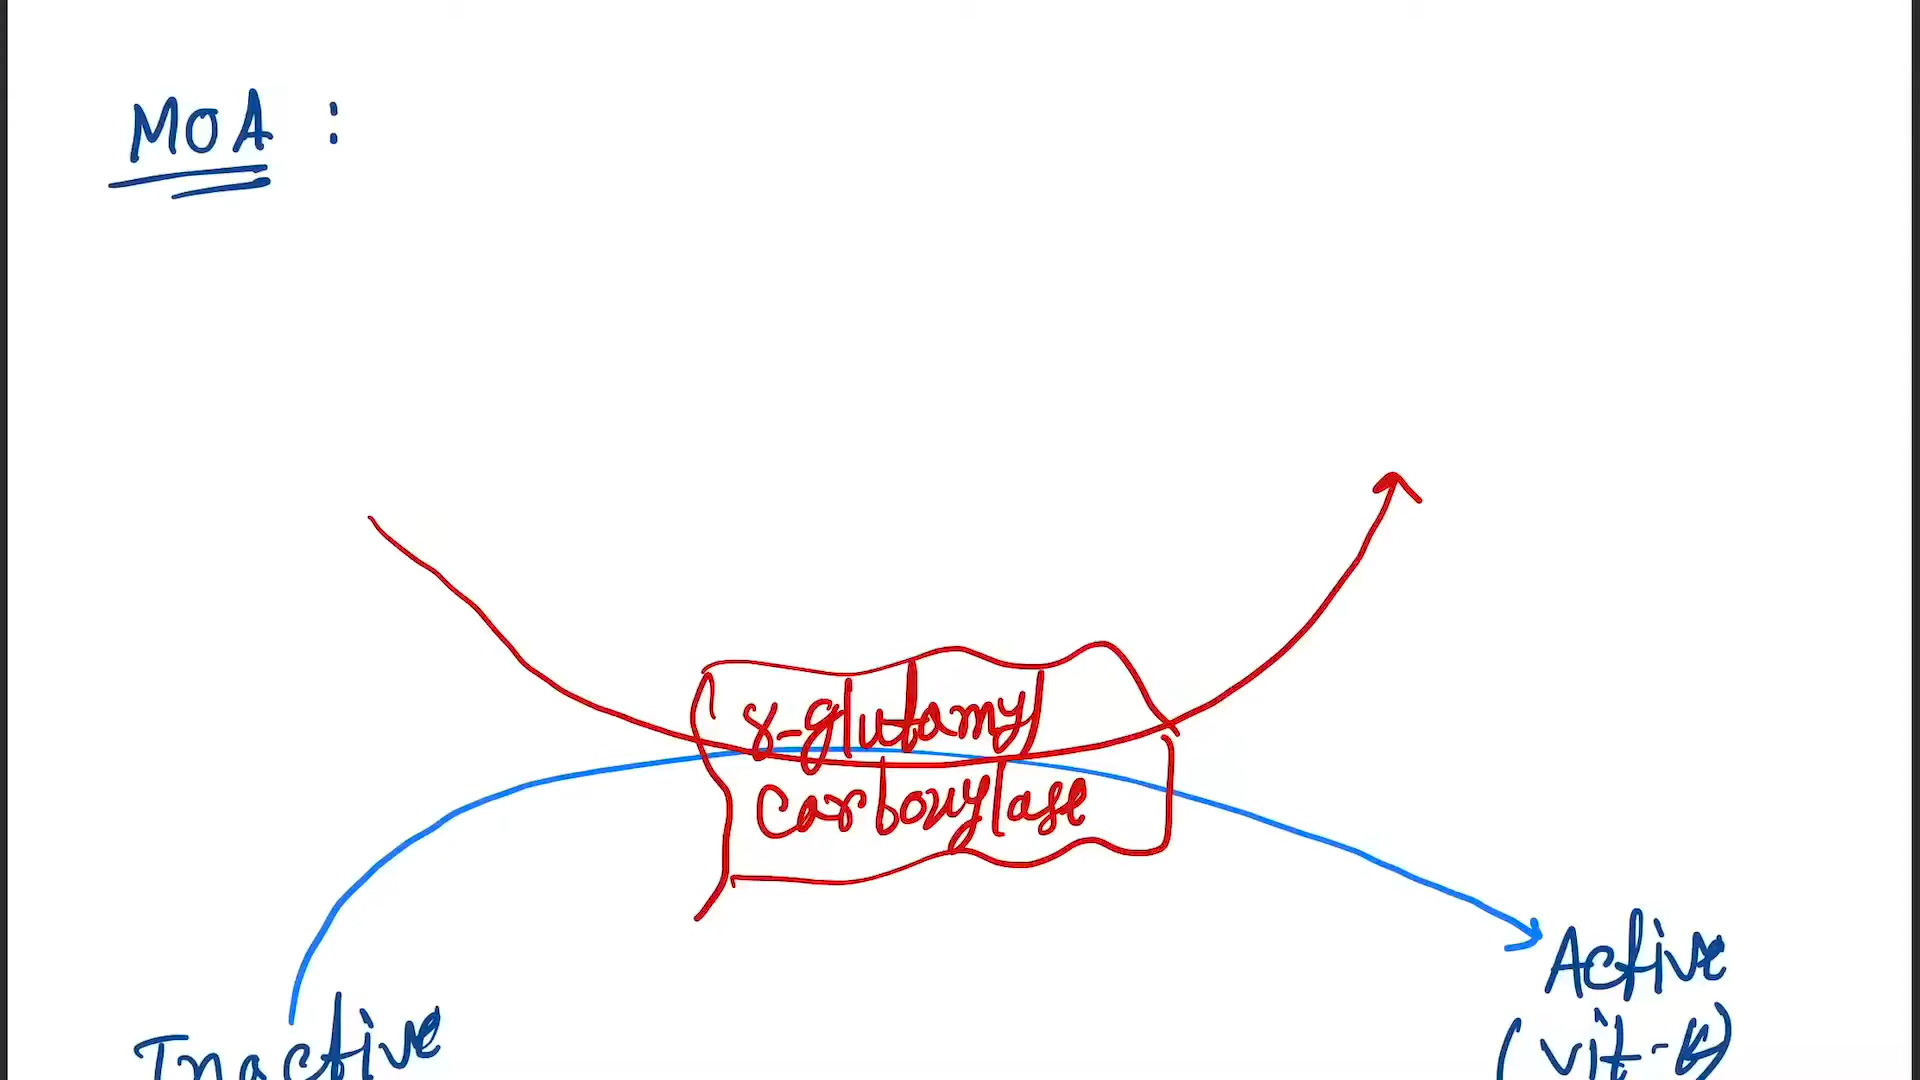 MOA :
γ-glutamyl
carboxylase
Active
Inactive
(vit-K)